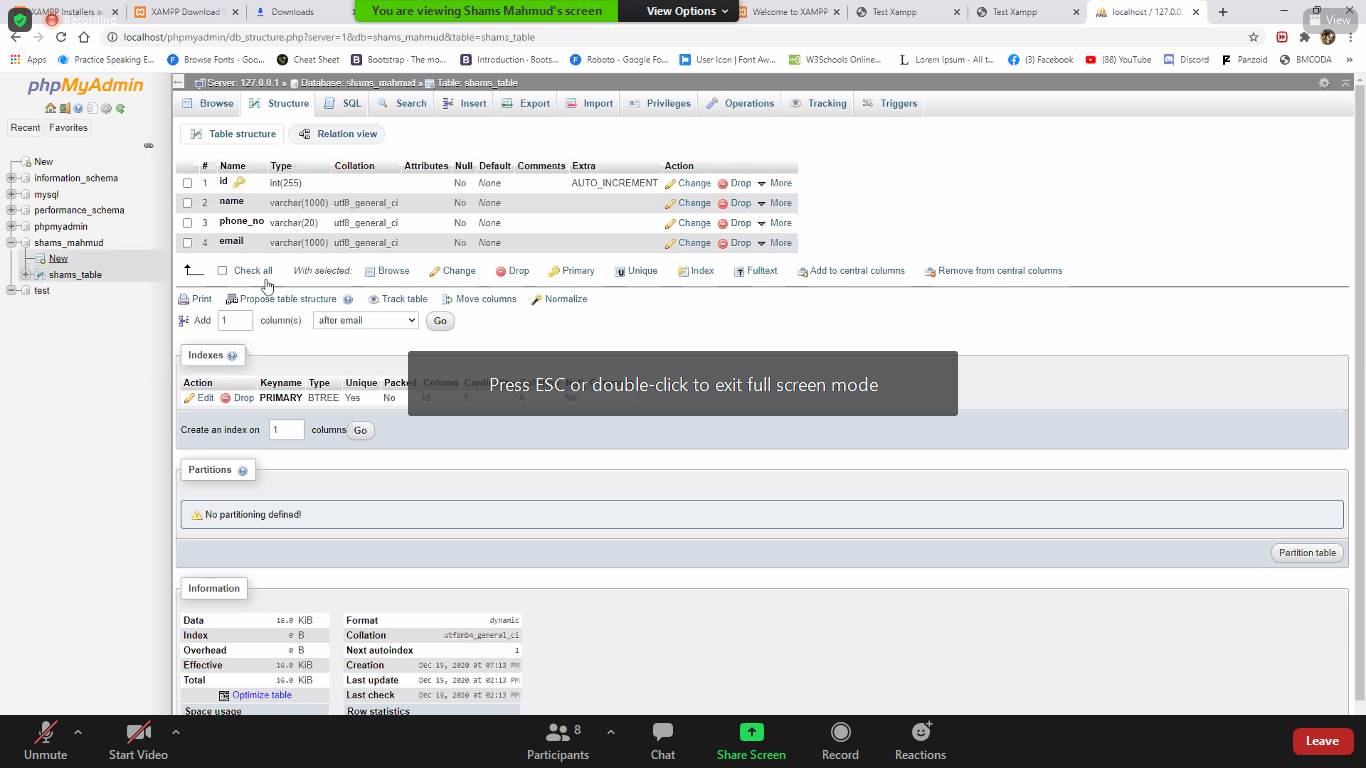 XAMPP Installers a
XAMPP Download
Downloads
You are viewing Shams Mahmud's screen
View Options
Welcome to XAMPP
Test Xampp
Test Xampp
localhost / 127.0.0
Recording
View
localhost/phpmyadmin/db_structure.php?server=1&db=shams_mahmud&table=shams_table
Apps
Practice Speaking E...
Browse Fonts - Goo...
Cheat Sheet
Bootstrap · The mo...
Introduction · Boots...
Roboto - Google Fo...
User Icon | Font Aw...
W3Schools Online...
Lorem Ipsum - All t...
(3) Facebook
(88) YouTube
Discord
Panzoid
BMCODA
»
phpMyAdmin
Recent Favorites
New
information_schema
mysql
performance_schema
phpmyadmin
shams_mahmud
New
shams_table
test
Server: 127.0.0.1 » Database: shams_mahmud » Table: shams_table
Browse Structure SQL Search Insert Export Import Privileges Operations Tracking Triggers
Table structure Relation view
# Name Type Collation Attributes Null Default Comments Extra Action
1 id int(255) No None AUTO_INCREMENT Change Drop More
2 name varchar(1000) utf8_general_ci No None Change Drop More
3 phone_no varchar(20) utf8_general_ci No None Change Drop More
4 email varchar(1000) utf8_general_ci No None Change Drop More
Check all With selected: Browse Change Drop Primary Unique Index Fulltext Add to central columns Remove from central columns
Print Propose table structure Track table Move columns Normalize
Add 1 column(s) after email Go
Indexes
Action Keyname Type Unique Packed Column
Edit Drop PRIMARY BTREE Yes No id 0 A No
Press ESC or double-click to exit full screen mode
Create an index on 1 columns Go
Partitions
No partitioning defined!
Partition table
Information
Data 16.0 KiB
Index 0 B
Overhead 0 B
Effective 16.0 KiB
Total 16.0 KiB
Optimize table
Space usage
Format dynamic
Collation utf8mb4_general_ci
Next autoindex 1
Creation Dec 15, 2020 at 07:13 PM
Last update Dec 15, 2020 at 02:13 PM
Last check Dec 15, 2020 at 02:13 PM
Row statistics
Unmute
Start Video
Participants 8
Chat
Share Screen
Record
Reactions
Leave